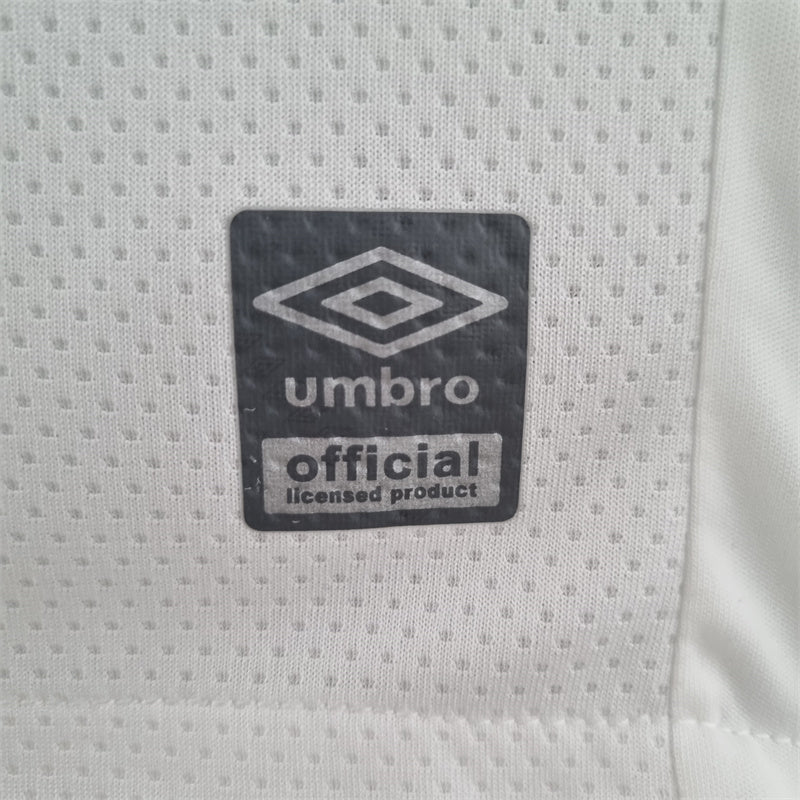 umbro
official
licensed product